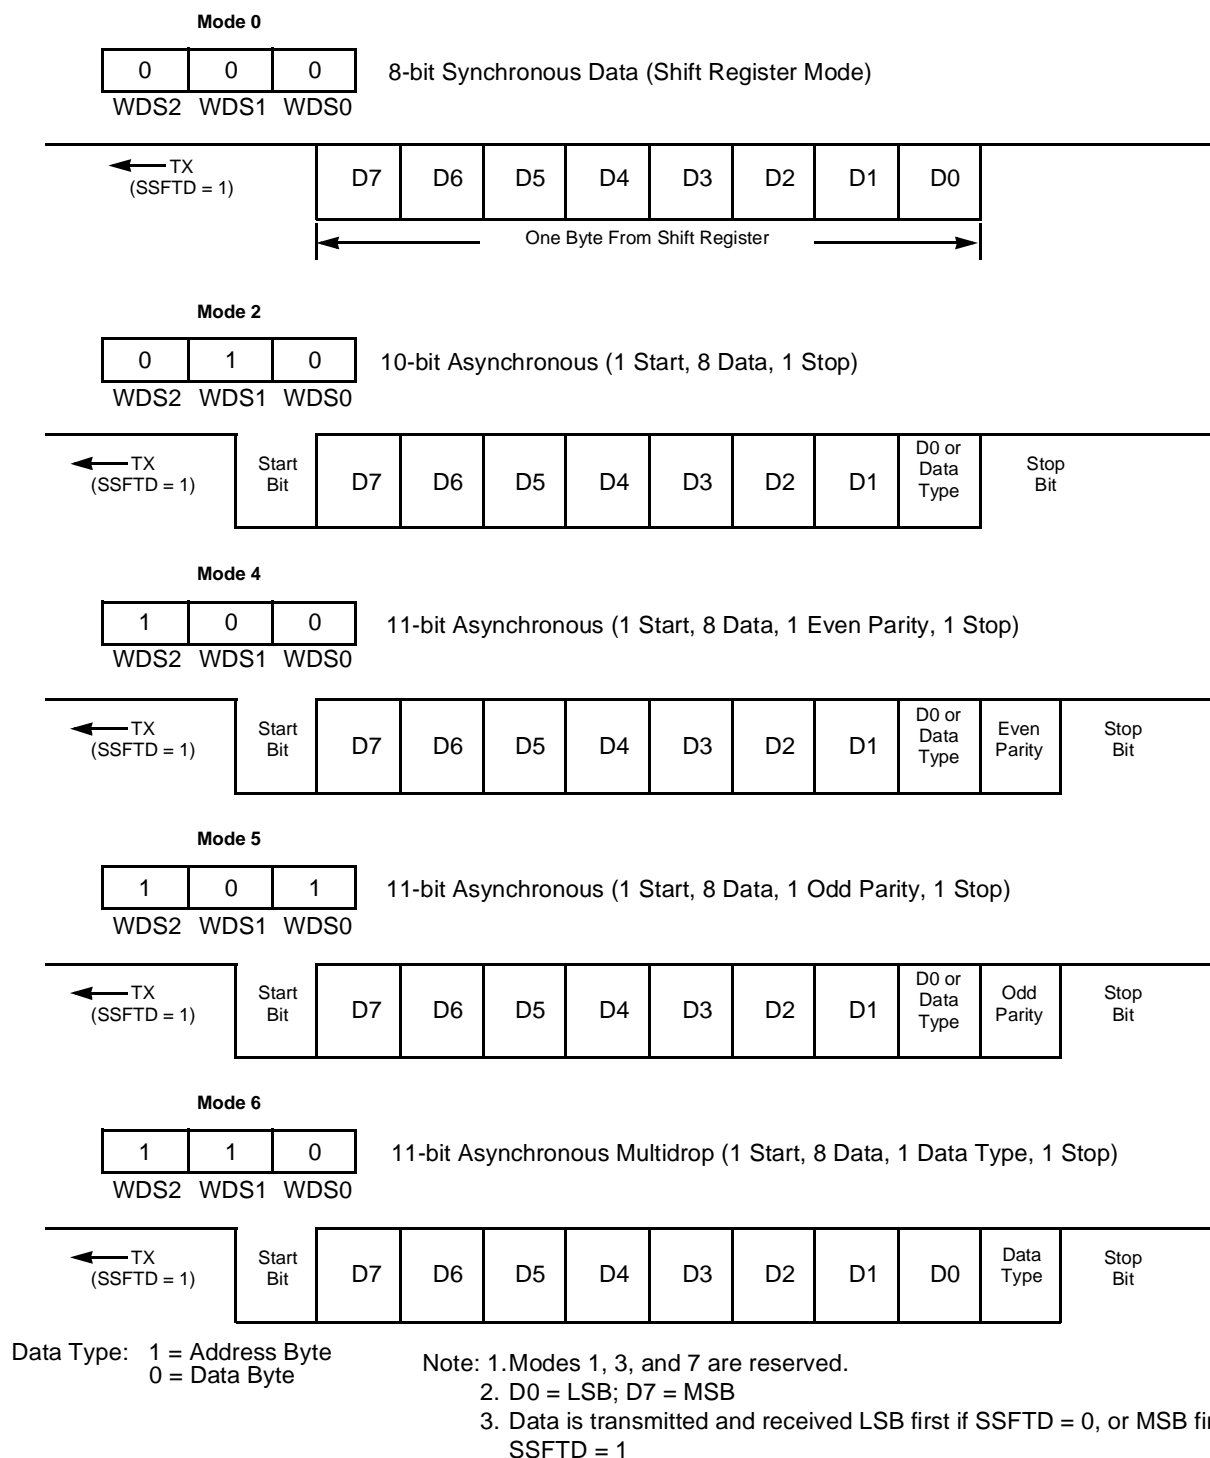 Mode 0
0 0 0 8-bit Synchronous Data (Shift Register Mode)
WDS2 WDS1 WDS0
TX
(SSFTD = 1)
D7 D6 D5 D4 D3 D2 D1 D0
One Byte From Shift Register
Mode 2
0 1 0 10-bit Asynchronous (1 Start, 8 Data, 1 Stop)
WDS2 WDS1 WDS0
TX
(SSFTD = 1)
Start
Bit
D7 D6 D5 D4 D3 D2 D1
D0 or
Data
Type
Stop
Bit
Mode 4
1 0 0 11-bit Asynchronous (1 Start, 8 Data, 1 Even Parity, 1 Stop)
WDS2 WDS1 WDS0
TX
(SSFTD = 1)
Start
Bit
D7 D6 D5 D4 D3 D2 D1
D0 or
Data
Type
Even
Parity
Stop
Bit
Mode 5
1 0 1 11-bit Asynchronous (1 Start, 8 Data, 1 Odd Parity, 1 Stop)
WDS2 WDS1 WDS0
TX
(SSFTD = 1)
Start
Bit
D7 D6 D5 D4 D3 D2 D1
D0 or
Data
Type
Odd
Parity
Stop
Bit
Mode 6
1 1 0 11-bit Asynchronous Multidrop (1 Start, 8 Data, 1 Data Type, 1 Stop)
WDS2 WDS1 WDS0
TX
(SSFTD = 1)
Start
Bit
D7 D6 D5 D4 D3 D2 D1 D0
Data
Type
Stop
Bit
Data Type: 1 = Address Byte
0 = Data Byte
Note: 1.Modes 1, 3, and 7 are reserved.
2. D0 = LSB; D7 = MSB
3. Data is transmitted and received LSB first if SSFTD = 0, or MSB
SSFTD = 1